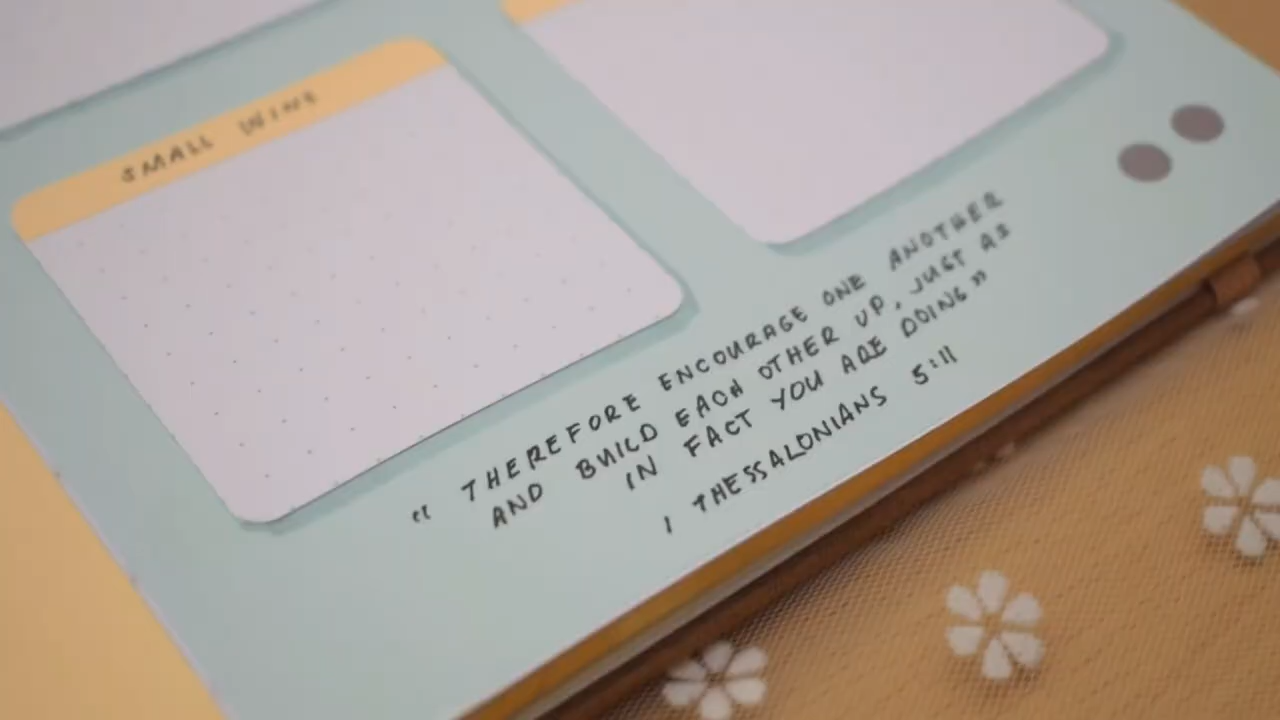 SMALL WINS
“ THEREFORE ENCOURAGE ONE ANOTHER
AND BUILD EACH OTHER UP, JUST AS
IN FACT YOU ARE DOING”
1 THESSALONIANS 5:11